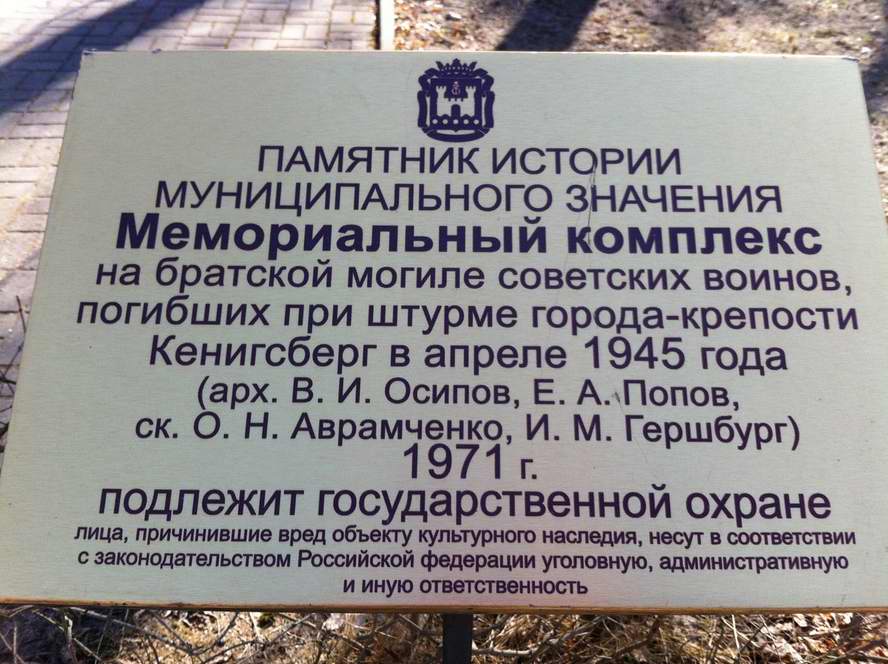 ПАМЯТНИК ИСТОРИИ
МУНИЦИПАЛЬНОГО ЗНАЧЕНИЯ
Мемориальный комплекс
на братской могиле советских воинов,
погибших при штурме города-крепости
Кенигсберг в апреле 1945 года
(арх. В. И. Осипов, Е. А. Попов,
ск. О. Н. Аврамченко, И. М. Гершбург)
1971 г.
подлежит государственной охране
лица, причинившие вред объекту культурного наследия, несут в соответствии
с законодательством Российской федерации уголовную, административную
и иную ответственность